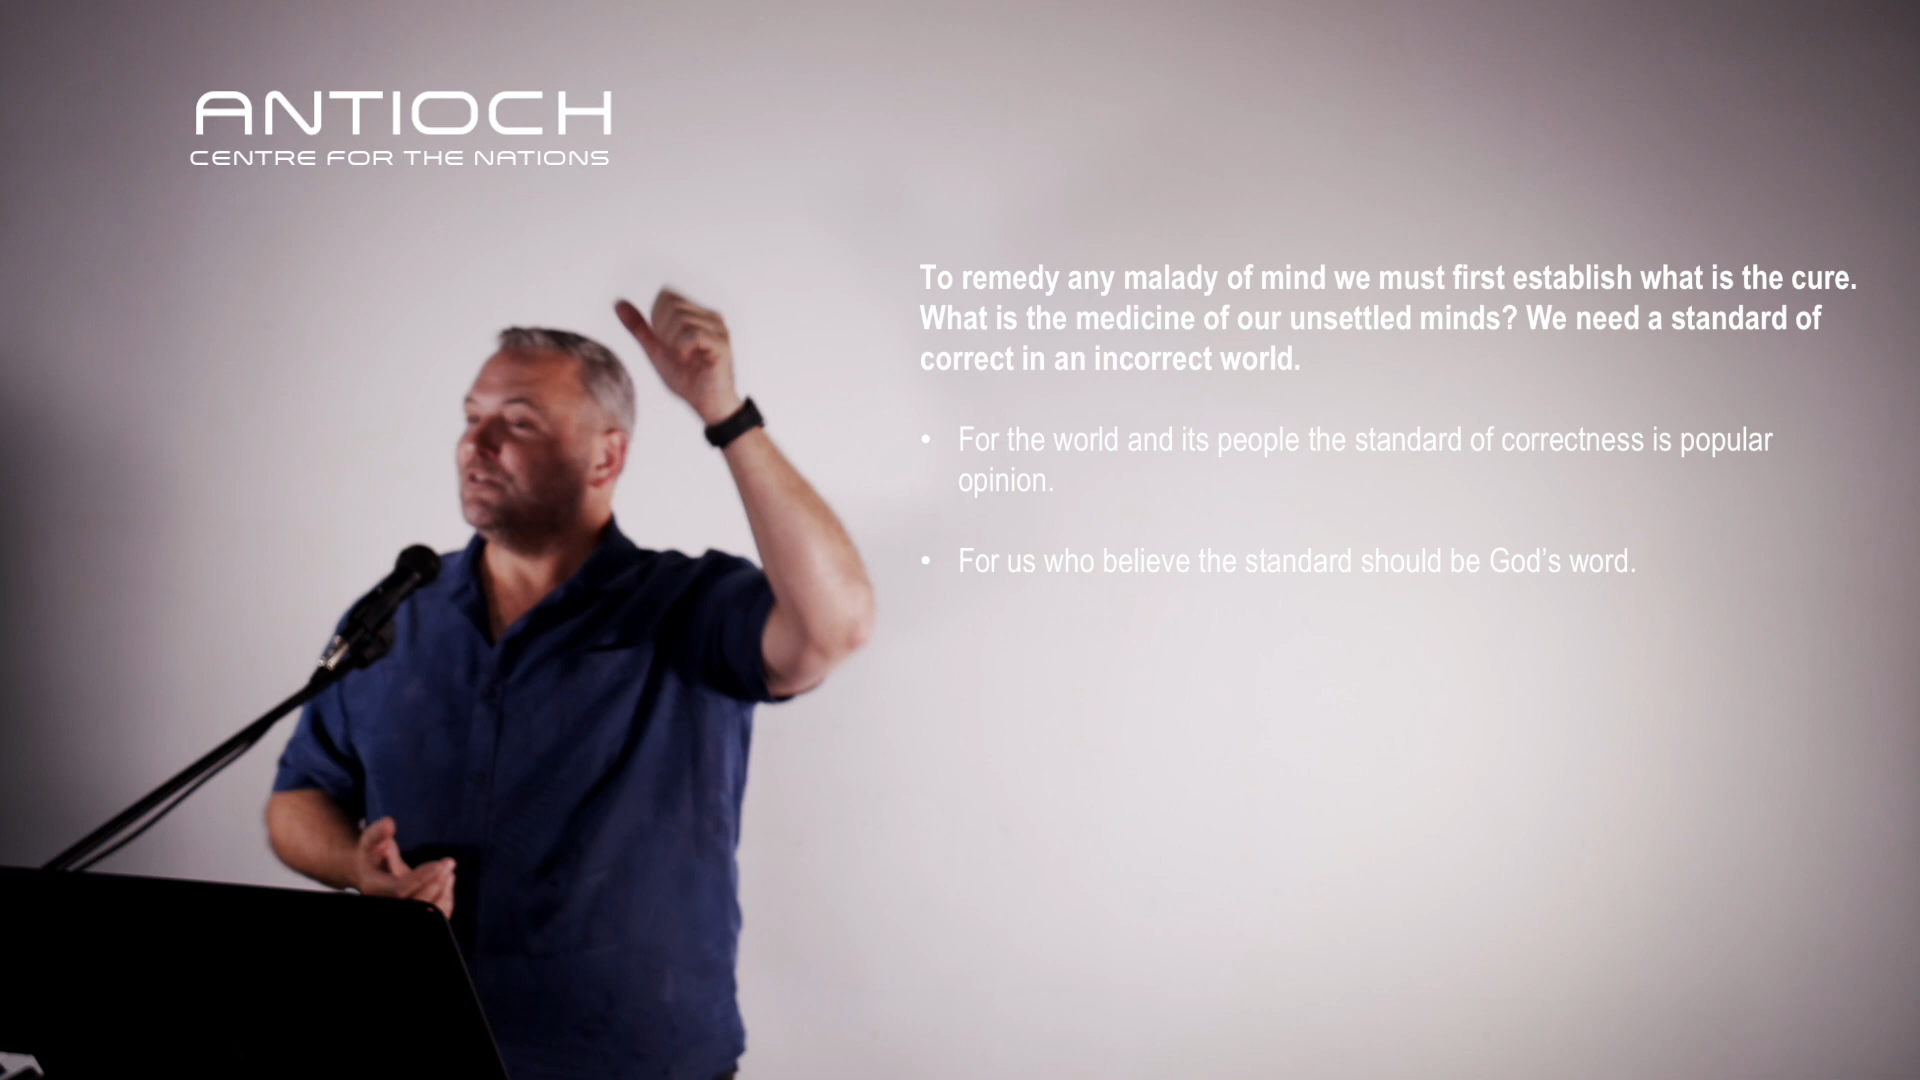 ANTIOCH
CENTRE FOR THE NATIONS
To remedy any malady of mind we must first establish what is the cure.
What is the medicine of our unsettled minds? We need a standard of
correct in an incorrect world.
• For the world and its people the standard of correctness is popular
opinion.
• For us who believe the standard should be God’s word.